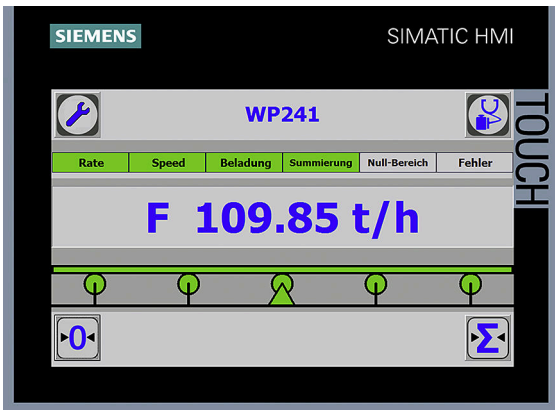 SIEMENS
SIMATIC HMI
TOUCH
WP241
Rate Speed Beladung Summierung Null-Bereich Fehler
F 109.85 t/h
0
Σ